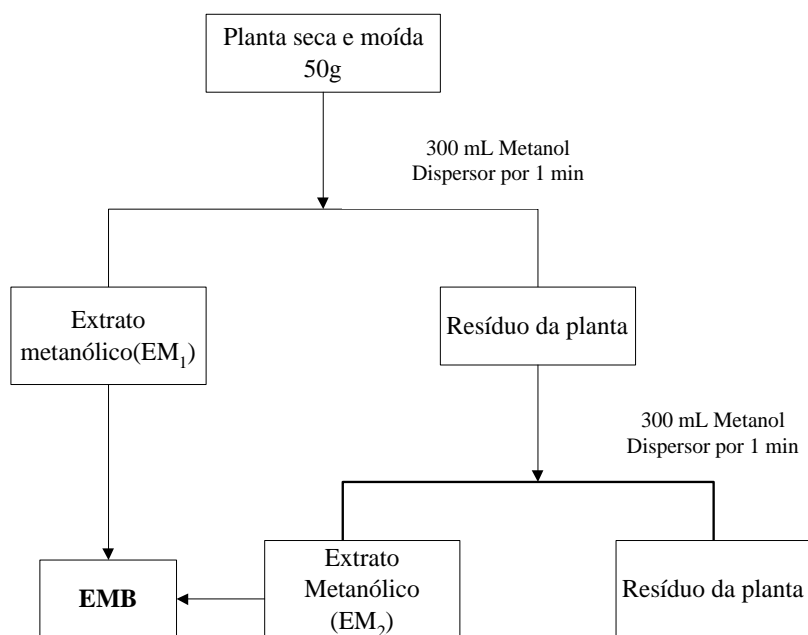 Planta seca e moída
50g
300 mL Metanol
Dispersor por 1 min
Extrato
metanólico(EM₁)
Resíduo da planta
300 mL Metanol
Dispersor por 1 min
EMB
Extrato
Metanólico
(EM₂)
Resíduo da planta